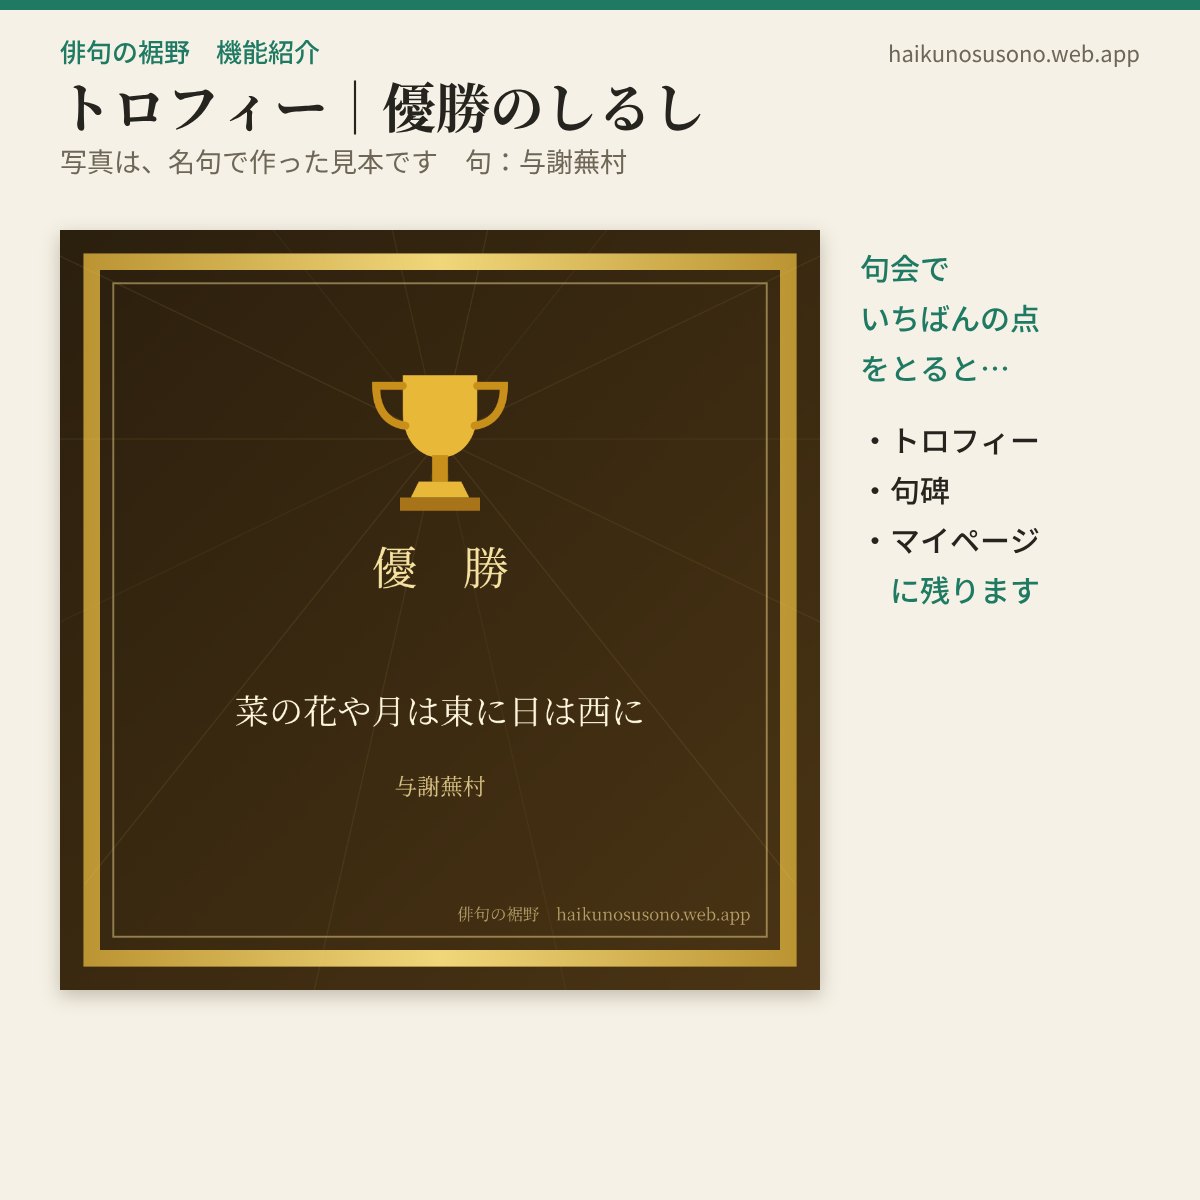 俳句の裾野　機能紹介
haikunosusono.web.app
トロフィー｜優勝のしるし
写真は、名句で作った見本です　句：与謝蕪村
優　勝
菜の花や月は東に日は西に
与謝蕪村
俳句の裾野　haikunosusono.web.app
句会で
いちばんの点
をとると…
・トロフィー
・句碑
・マイページ
に残ります